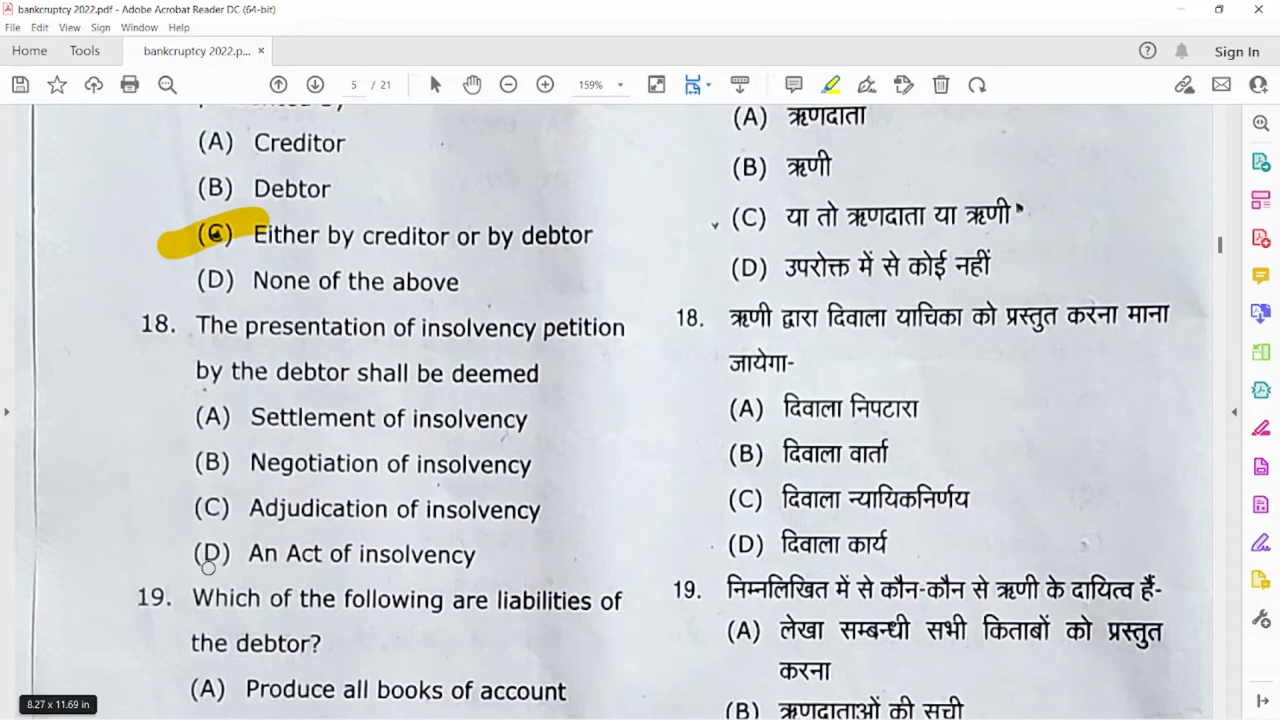 bankcruptcy 2022.pdf - Adobe Acrobat Reader DC (64-bit)
File Edit View Sign Window Help
Home Tools bankcruptcy 2022.p... × Sign In
5 / 21 159%
(A) Creditor
(B) Debtor
(C) Either by creditor or by debtor
(D) None of the above
18. The presentation of insolvency petition
by the debtor shall be deemed
(A) Settlement of insolvency
(B) Negotiation of insolvency
(C) Adjudication of insolvency
(D) An Act of insolvency
19. Which of the following are liabilities of
the debtor?
(A) Produce all books of account
(A) ऋणदाता
(B) ऋणी
(C) या तो ऋणदाता या ऋणी
(D) उपरोक्त में से कोई नहीं
18. ऋणी द्वारा दिवाला याचिका को प्रस्तुत करना माना
जायेगा-
(A) दिवाला निपटारा
(B) दिवाला वार्ता
(C) दिवाला न्यायिकनिर्णय
(D) दिवाला कार्य
19. निम्नलिखित में से कौन-कौन से ऋणी के दायित्व हैं-
(A) लेखा सम्बन्धी सभी किताबों को प्रस्तुत
करना
(B) ऋणदाताओं की सूची
8.27 x 11.69 in